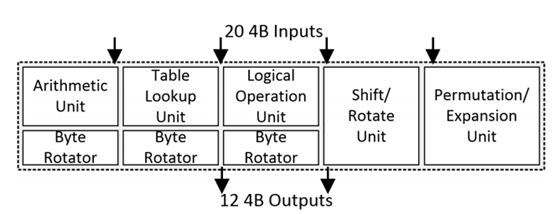 20 4B Inputs
Arithmetic
Unit
Table
Lookup
Unit
Logical
Operation
Unit
Shift/
Rotate
Unit
Permutation/
Expansion
Unit
Byte
Rotator
Byte
Rotator
Byte
Rotator
12 4B Outputs